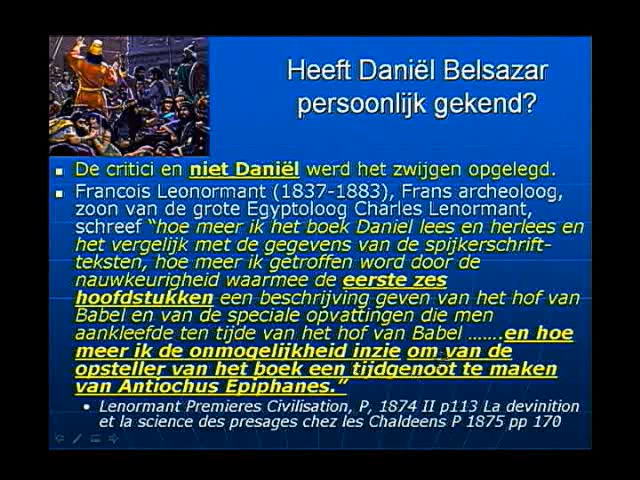 Heeft Daniël Belsazar
persoonlijk gekend?
De critici en niet Daniël werd het zwijgen opgelegd.
Francois Leonormant (1837-1883), Frans archeoloog,
zoon van de grote Egyptoloog Charles Lenormant,
schreef “hoe meer ik het boek Daniel lees en herlees en
het vergelijk met de gegevens van de spijkerschrift-
teksten, hoe meer ik getroffen word door de
nauwkeurigheid waarmee de eerste zes
hoofdstukken een beschrijving geven van het hof van
Babel en van de speciale opvattingen die men
aankleefde ten tijde van het hof van Babel …….en hoe
meer ik de onmogelijkheid inzie om van de
opsteller van het boek een tijdgenoot te maken
van Antiochus Epiphanes.”
Lenormant Premieres Civilisation, P, 1874 II p113 La devinition
et la science des presages chez les Chaldeens P 1875 pp 170